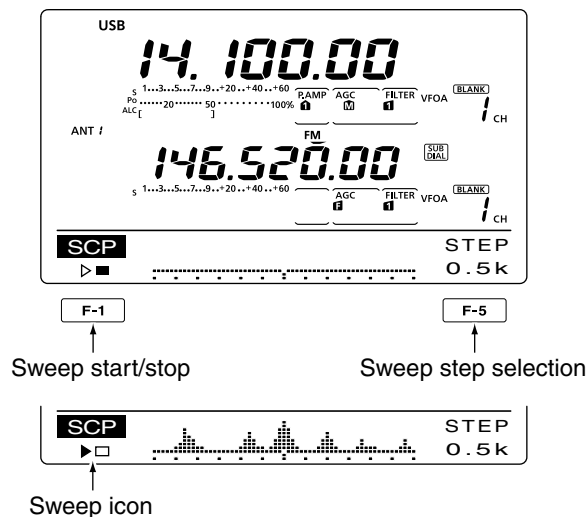 USB
14.100.00
S 1...3...5...7...9..+20..+40..+60
Po ......20........50.........100%
ALC [ ]
P.AMP AGC FILTER VFOA BLANK
1 M 1 1 CH
ANT 1
FM
146.520.00
SUB DIAL
S 1...3...5...7...9..+20..+40..+60
AGC FILTER VFOA BLANK
F 1 1 CH
SCP STEP
0.5k
F-1 F-5
Sweep start/stop Sweep step selection
SCP STEP
0.5k
Sweep icon